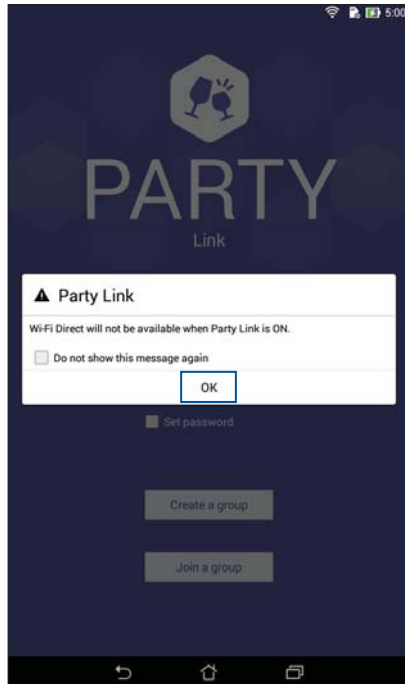 5:00
PARTY
Link
Party Link
Wi-Fi Direct will not be available when Party Link is ON.
Do not show this message again
OK
Set password
Create a group
Join a group